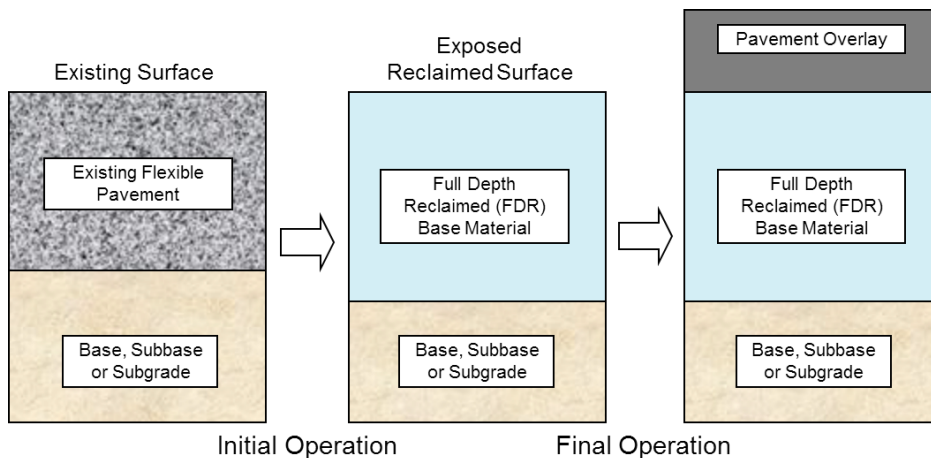 Existing Surface
Existing Flexible
Pavement
Base, Subbase
or Subgrade
Initial Operation
Exposed
Reclaimed Surface
Full Depth
Reclaimed (FDR)
Base Material
Base, Subbase
or Subgrade
Final Operation
Pavement Overlay
Full Depth
Reclaimed (FDR)
Base Material
Base, Subbase
or Subgrade